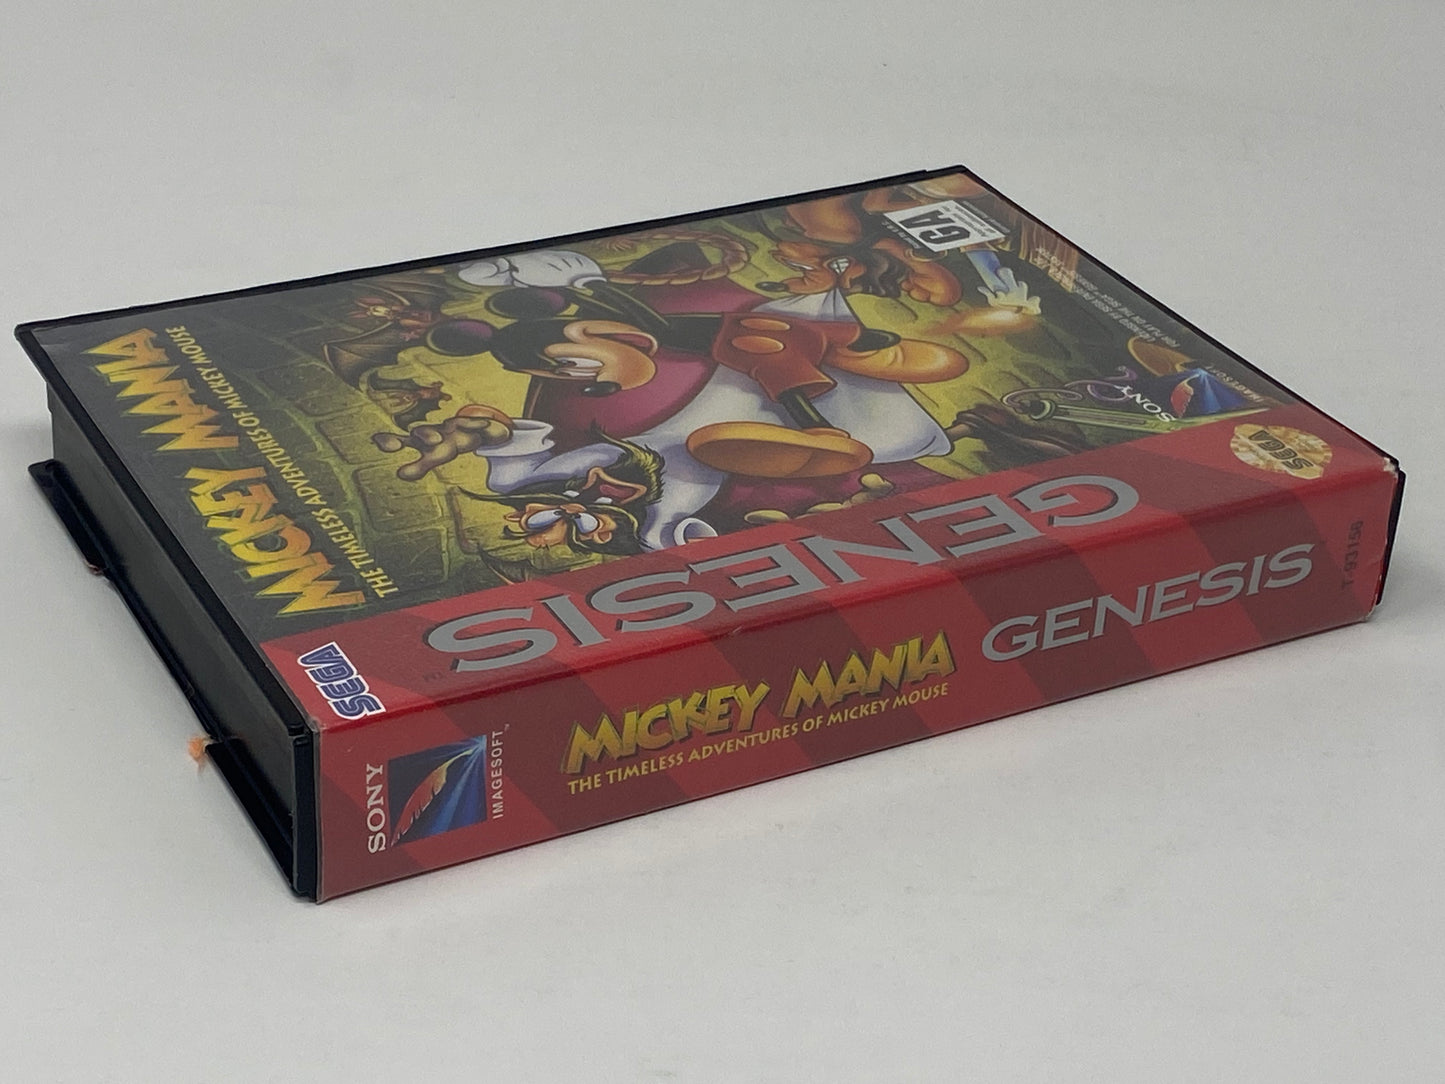 MICKEY MANIA
THE TIMELESS ADVENTURES OF MICKEY MOUSE
GA
SONY
IMAGESOFT
SEGA
GENESIS
SEGA
SONY
IMAGESOFT™
MICKEY MANIA
THE TIMELESS ADVENTURES OF MICKEY MOUSE
GENESIS
T-93156